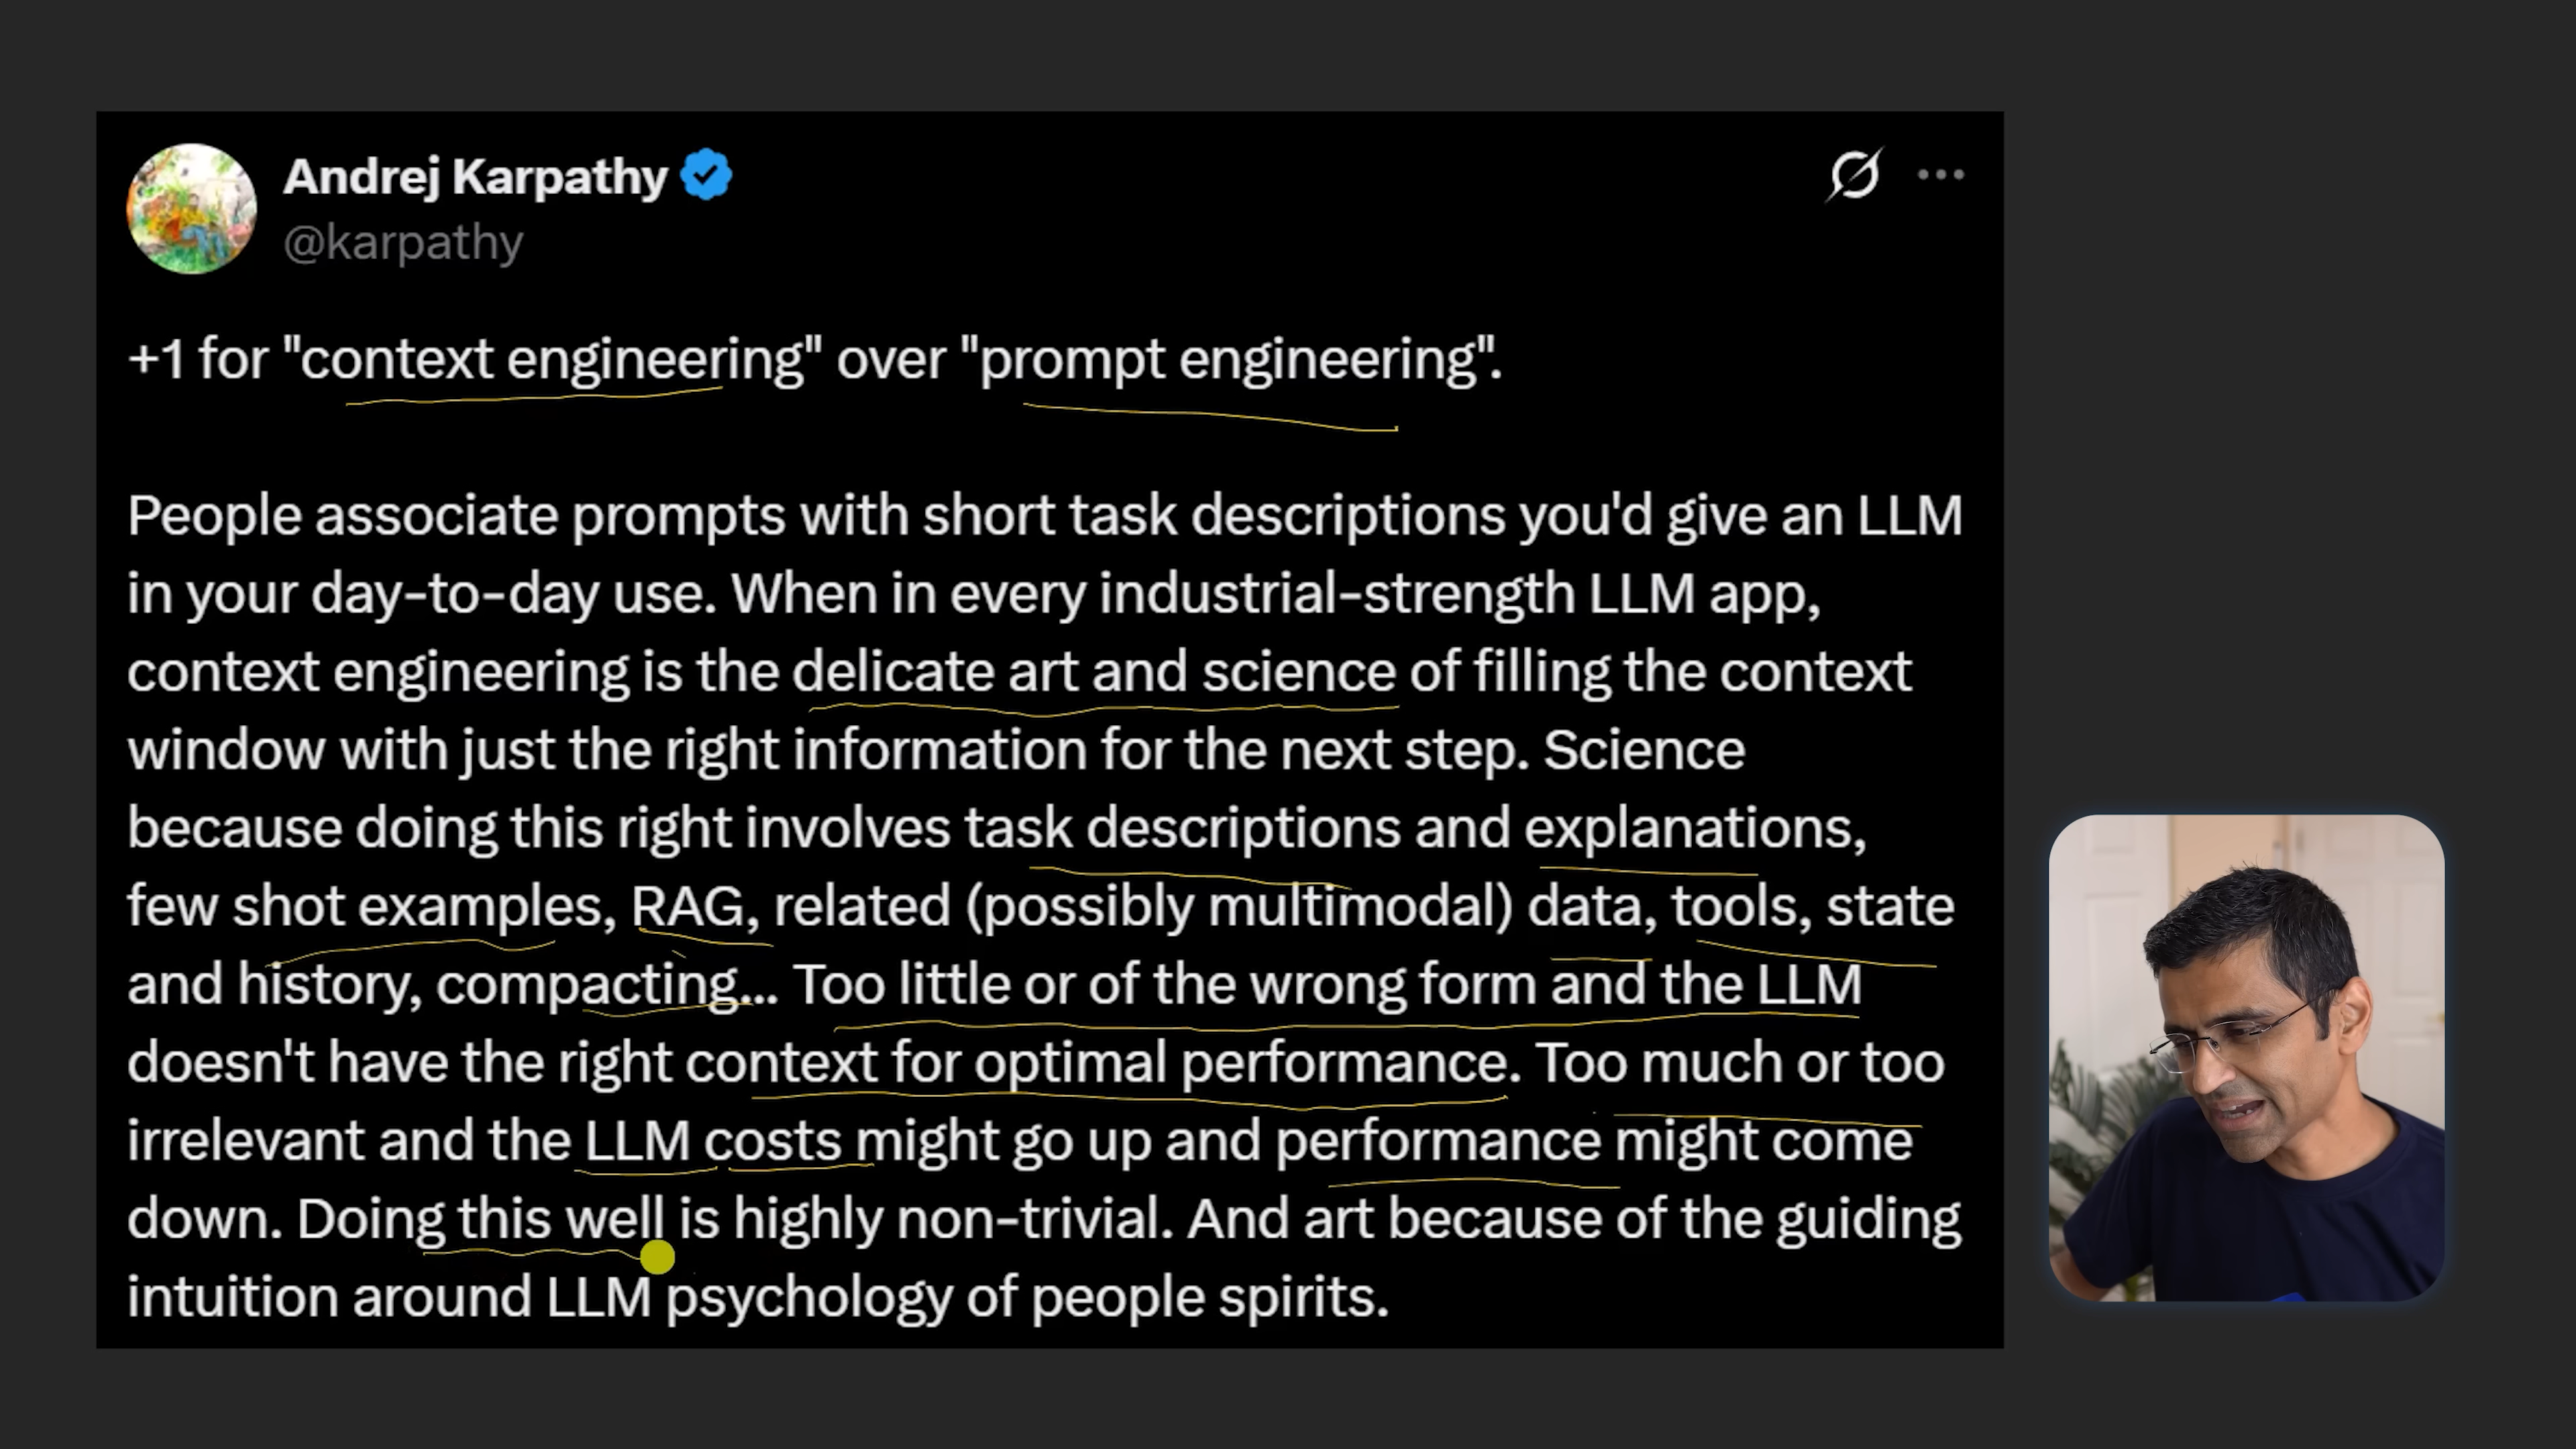 Andrej Karpathy
@karpathy
+1 for "context engineering" over "prompt engineering".
People associate prompts with short task descriptions you'd give an LLM
in your day-to-day use. When in every industrial-strength LLM app,
context engineering is the delicate art and science of filling the context
window with just the right information for the next step. Science
because doing this right involves task descriptions and explanations,
few shot examples, RAG, related (possibly multimodal) data, tools, state
and history, compacting... Too little or of the wrong form and the LLM
doesn't have the right context for optimal performance. Too much or too
irrelevant and the LLM costs might go up and performance might come
down. Doing this well is highly non-trivial. And art because of the guiding
intuition around LLM psychology of people spirits.